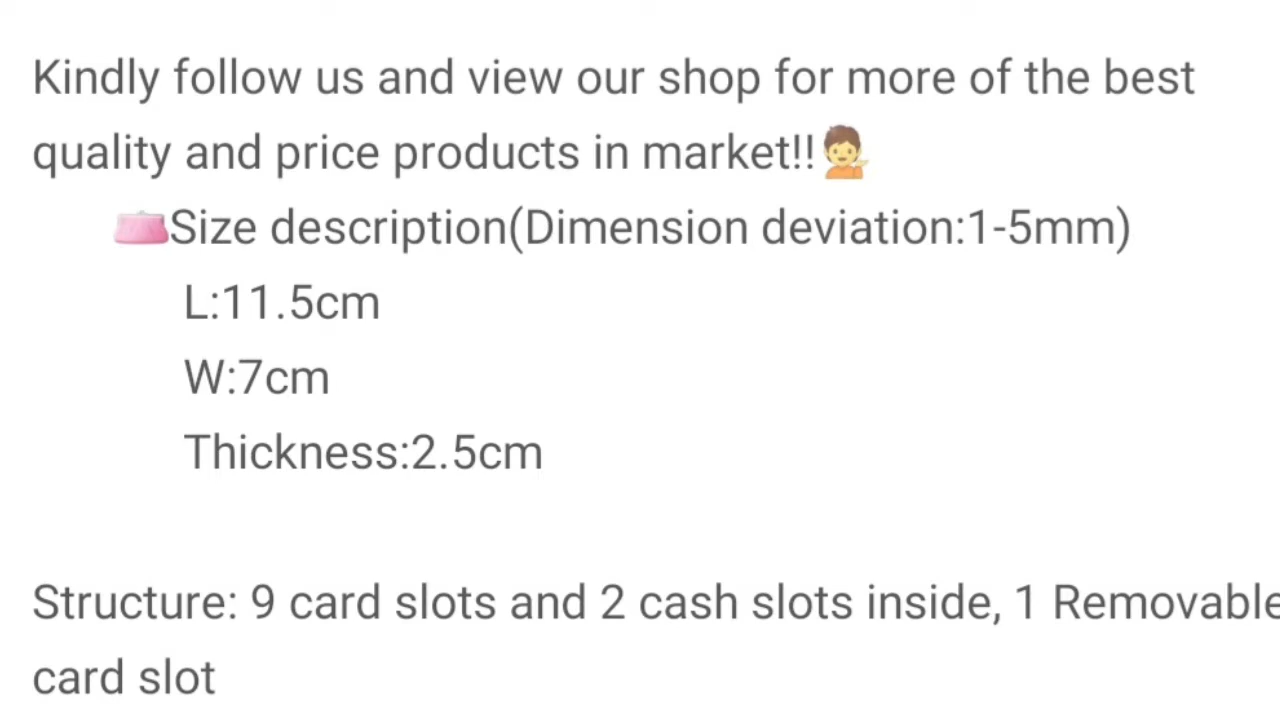 Kindly follow us and view our shop for more of the best
quality and price products in market!!💁
👛Size description(Dimension deviation:1-5mm)
L:11.5cm
W:7cm
Thickness:2.5cm
Structure: 9 card slots and 2 cash slots inside, 1 Removable
card slot